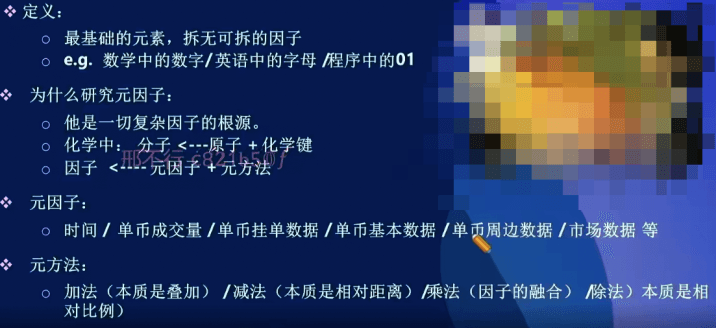 ❖ 定义：
○ 最基础的元素，拆无可拆的因子
○ e.g. 数学中的数字/英语中的字母/程序中的01
❖ 为什么研究元因子：
○ 他是一切复杂因子的根源。
○ 化学中： 分子 <---原子 + 化学键
○ 因子 <---- 元因子 + 元方法
邢不行
❖ 元因子：
○ 时间 / 单币成交量 / 单币挂单数据 / 单币基本数据 / 单币周边数据 / 市场数据 等
❖ 元方法：
○ 加法（本质是叠加） / 减法（本质是相对距离）/乘法（因子的融合） /除法）本质是相
对比例）